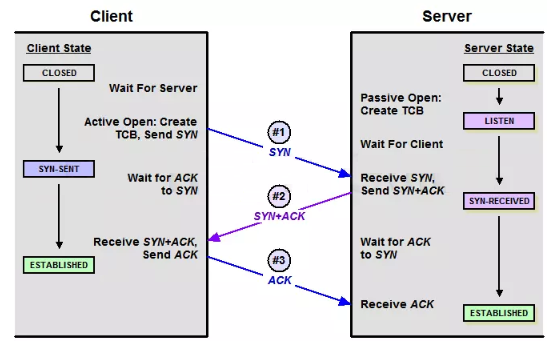 Client
Server
Client State
CLOSED
Wait For Server
Active Open: Create
TCB, Send SYN
SYN-SENT
Wait for ACK
to SYN
Receive SYN+ACK,
Send ACK
ESTABLISHED
#1
SYN
#2
SYN+ACK
#3
ACK
Server State
CLOSED
Passive Open:
Create TCB
LISTEN
Wait For Client
Receive SYN,
Send SYN+ACK
SYN-RECEIVED
Wait for ACK
to SYN
Receive ACK
ESTABLISHED